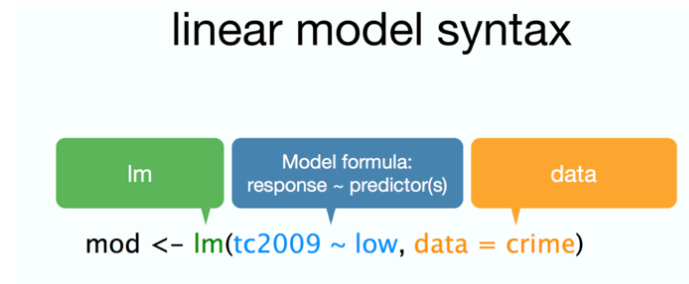 linear model syntax
lm
Model formula:
response ~ predictor(s)
data
mod <- lm(tc2009 ~ low, data = crime)